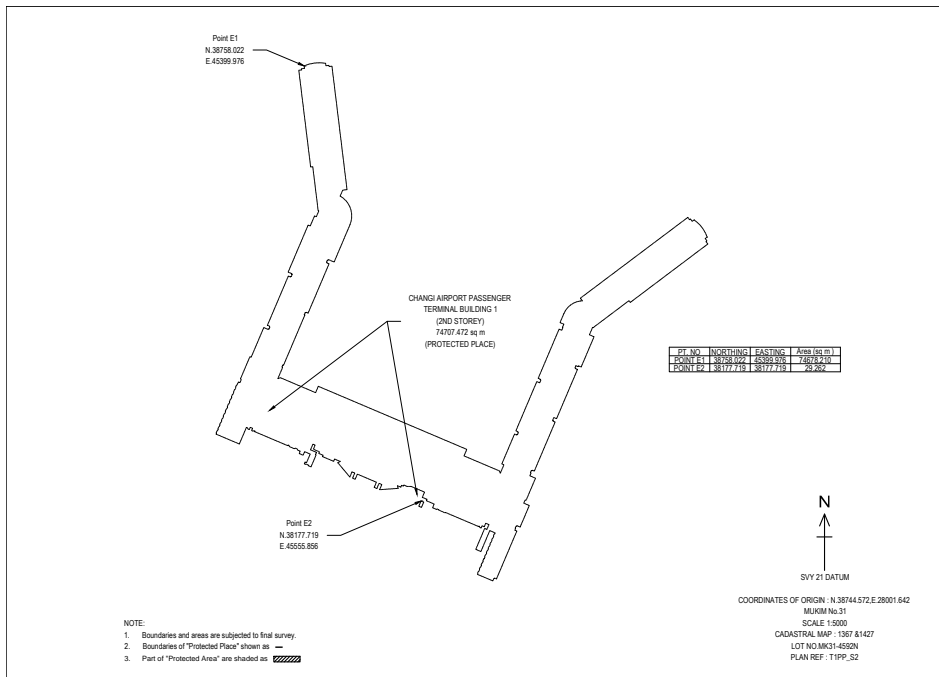 Point E1
N.38758.022
E.45399.976
CHANGI AIRPORT PASSENGER
TERMINAL BUILDING 1
(2ND STOREY)
74707.472 sq m
(PROTECTED PLACE)
PT. NO NORTHING EASTING Area (sq m )
POINT E1 38758.022 45399.976 74678.210
POINT E2 38177.719 38177.719 29.262
Point E2
N.38177.719
E.45555.856
N
SVY 21 DATUM
COORDINATES OF ORIGIN : N.38744.572,E.28001.642
MUKIM No.31
SCALE 1:5000
CADASTRAL MAP : 1367 &1427
LOT NO.MK31-4592N
PLAN REF : T1PP_S2
NOTE:
1. Boundaries and areas are subjected to final survey.
2. Boundaries of "Protected Place" shown as
3. Part of "Protected Area" are shaded as